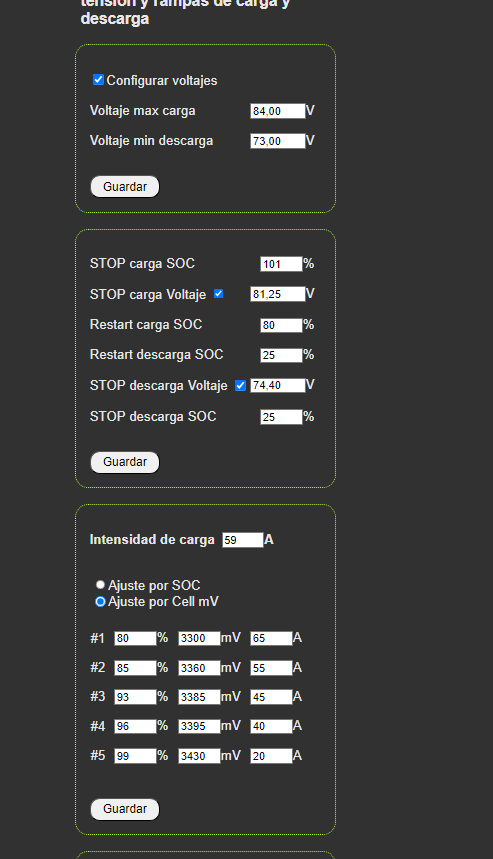 tensión y rampas de carga y
descarga
Configurar voltajes
Voltaje max carga 84,00 V
Voltaje min descarga 73,00 V
Guardar
STOP carga SOC 101 %
STOP carga Voltaje 81,25 V
Restart carga SOC 80 %
Restart descarga SOC 25 %
STOP descarga Voltaje 74,40 V
STOP descarga SOC 25 %
Guardar
Intensidad de carga 59 A
Ajuste por SOC
Ajuste por Cell mV
#1 80 % 3300 mV 65 A
#2 85 % 3360 mV 55 A
#3 93 % 3385 mV 45 A
#4 96 % 3395 mV 40 A
#5 99 % 3430 mV 20 A
Guardar